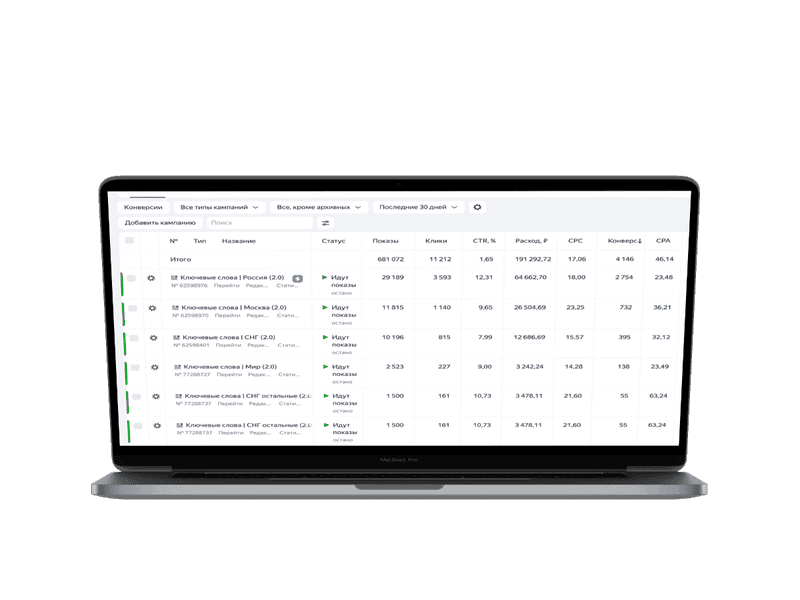 Конверсии Все типы кампаний Все, кроме архивных Последние 30 дней
Добавить кампанию Поиск
№ Тип Название Статус Показы Клики CTR, % Расход, ₽ CPC Конверс↓ CPA
Итого 681 072 11 212 1,65 191 292,72 17,06 4 146 46,14
Ключевые слова | Россия (2.0) Идут показы 29 189 3 593 12,31 64 662,70 18,00 2 754 23,48
№ 62598976 Перейти Редак... Стати... остано
Ключевые слова | Москва (2.0) Идут показы 11 815 1 140 9,65 26 504,69 23,25 732 36,21
№ 62598970 Перейти Редак... Стати... остано
Ключевые слова | СНГ (2.0) Идут показы 10 196 815 7,99 12 686,69 15,57 395 32,12
№ 62598401 Перейти Редак... Стати... остано
Ключевые слова | Мир (2.0) Идут показы 2 523 227 9,00 3 242,24 14,28 138 23,49
№ 77288727 Перейти Редак... Стати... остано
Ключевые слова | СНГ остальные (2.0 Идут показы 1 500 161 10,73 3 478,11 21,60 55 63,24
№ 77288737 Перейти Редак... Стати... остано
Ключевые слова | СНГ остальные (2.0 Идут показы 1 500 161 10,73 3 478,11 21,60 55 63,24
№ 77288737 Перейти Редак... Стати... остано
MacBook Pro